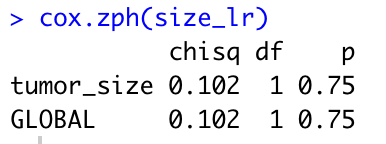 > cox.zph(size_lr)
chisq df p
tumor_size 0.102 1 0.75
GLOBAL 0.102 1 0.75